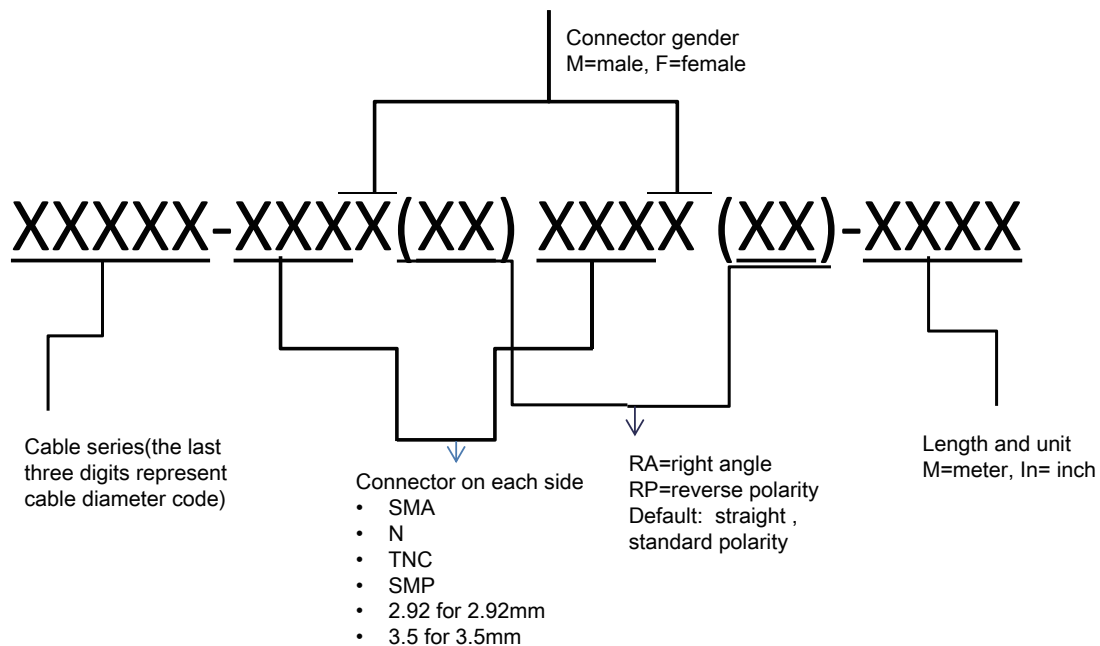 Connector gender
M=male, F=female
XXXXX-XXXX(XX) XXXX (XX)-XXXX
Cable series(the last
three digits represent
cable diameter code)
Connector on each side
• SMA
• N
• TNC
• SMP
• 2.92 for 2.92mm
• 3.5 for 3.5mm
RA=right angle
RP=reverse polarity
Default: straight ,
standard polarity
Length and unit
M=meter, In= inch